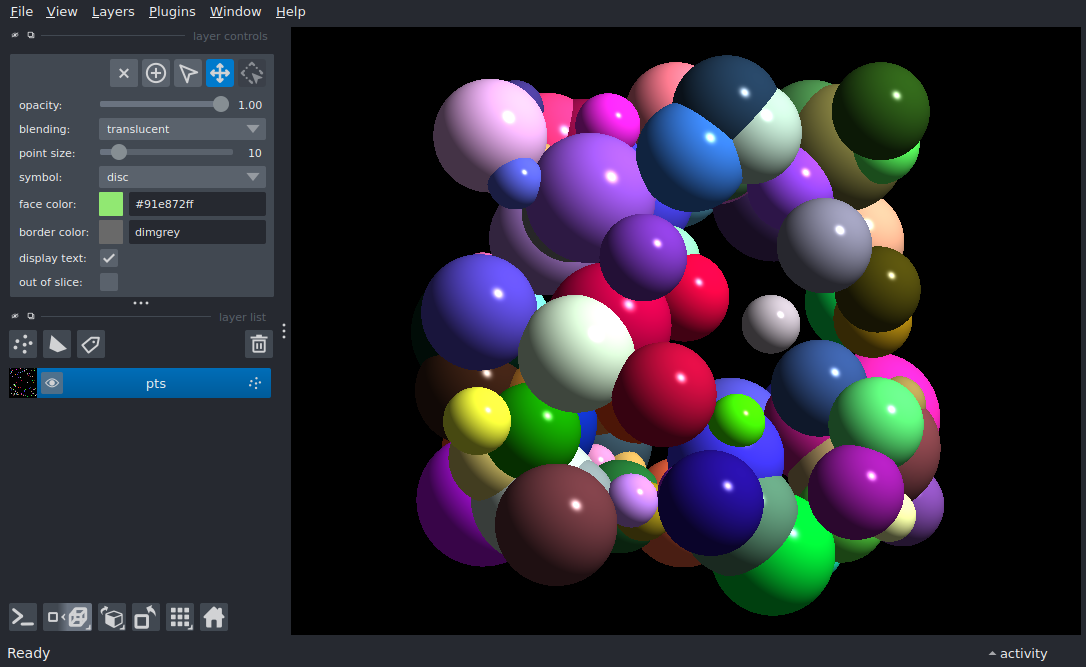 File View Layers Plugins Window Help
layer controls
opacity: 1.00
blending: translucent
point size: 10
symbol: disc
face color: #91e872ff
border color: dimgrey
display text:
out of slice:
layer list
pts
Ready
activity